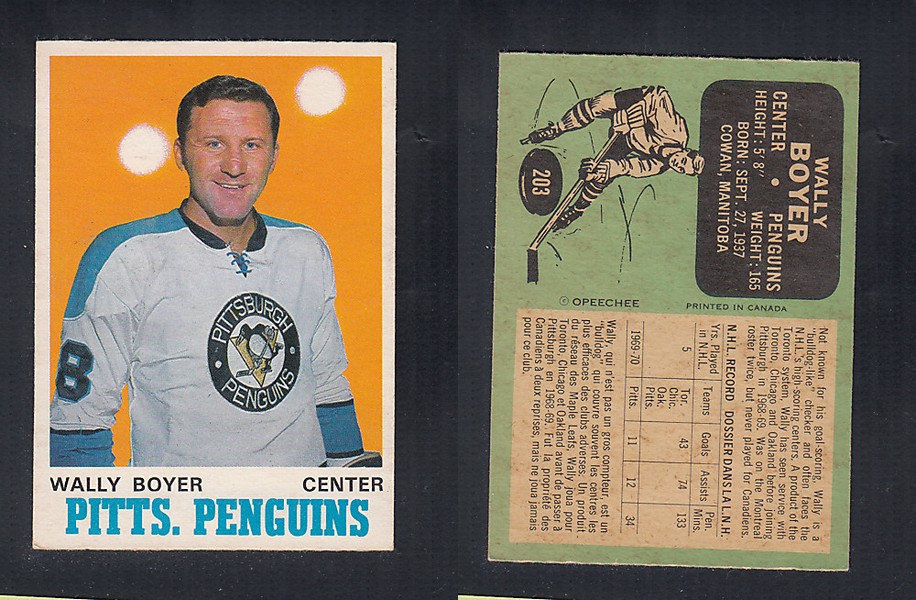 PITTSBURGH
PENGUINS
8
WALLY BOYER CENTER
PITTS. PENGUINS
203
WALLY
BOYER
CENTER • PENGUINS
HEIGHT: 5'8" WEIGHT: 165
BORN: SEPT. 27, 1937
COWAN, MANITOBA
© OPEECHEE PRINTED IN CANADA
Not known for his goal-scoring, Wally is a
"bulldog-like" checker and often faces the
N.H.L.'s high-scoring centers. A product of the
Toronto system, Wally has seen service with
Toronto, Chicago and Oakland before joining
Pittsburgh in 1968-69. Was on the Montreal
roster twice, but never played for Canadiens.
N.H.L. RECORD DOSSIER DANS LA L.N.H.
Yrs. Played Teams Goals Assists Pen.
in N.H.L. Mins.
5 Tor. 43 74 133
Chic.
Oak.
Pitts.
1969-70 Pitts. 11 12 34
Wally, qui n'est pas un gros compteur, est un
"bulldog" qui couvre souvent les centres les
plus efficaces des clubs adverses. Un produit
du réseau des Maple Leafs, Wally joua pour
Toronto, Chicago et Oakland avant de passer à
Pittsburgh en 1968-69. Fut la propriété des
Canadiens à deux reprises, mais ne joua jamais
pour ce club.